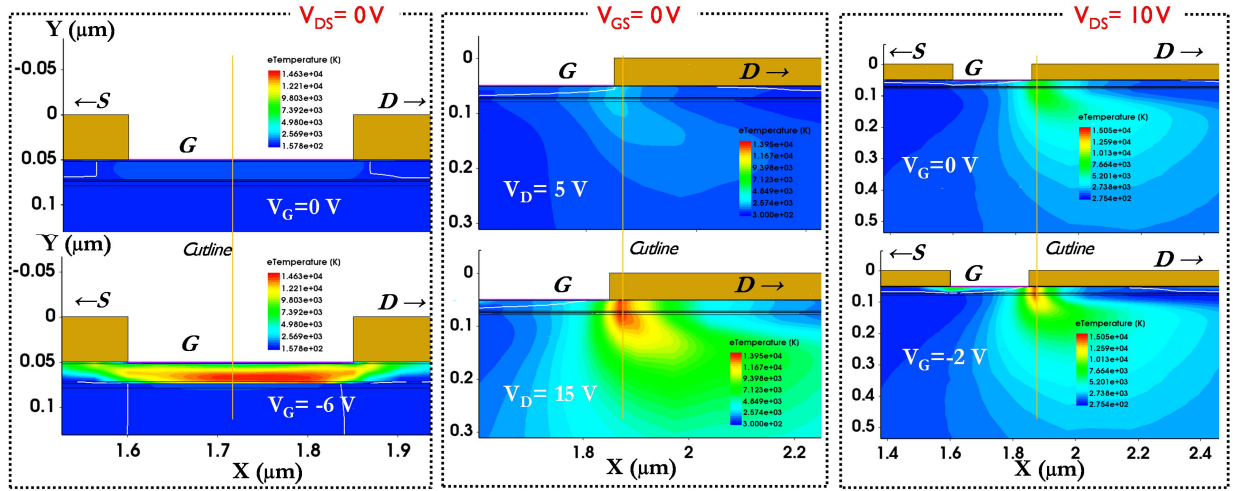 V_DS= 0V
Y (µm)
-0.05
0
0.05
0.1
←S
G
D→
eTemperature (K)
1.463e+04
1.221e+04
9.803e+03
7.392e+03
4.980e+03
2.569e+03
1.578e+02
V_G=0 V
Cutline
Y (µm)
-0.05
0
0.05
0.1
←S
G
D→
eTemperature (K)
1.463e+04
1.221e+04
9.803e+03
7.392e+03
4.980e+03
2.569e+03
1.578e+02
V_G= -6 V
1.6 1.7 1.8 1.9
X (µm)
V_GS= 0V
0
0.1
0.2
0.3
G
D →
eTemperature (K)
1.395e+04
1.167e+04
9.398e+03
7.123e+03
4.849e+03
2.574e+03
3.000e+02
V_D= 5 V
Cutline
0
0.1
0.2
0.3
G
D →
eTemperature (K)
1.395e+04
1.167e+04
9.398e+03
7.123e+03
4.849e+03
2.574e+03
3.000e+02
V_D= 15 V
1.8 2 2.2
X (µm)
V_DS= 10V
0
0.1
0.2
0.3
0.4
0.5
←S
G
D →
eTemperature (K)
1.505e+04
1.259e+04
1.013e+04
7.664e+03
5.201e+03
2.738e+03
2.754e+02
V_G=0 V
Cutline
0
0.1
0.2
0.3
0.4
0.5
←S
G
D →
eTemperature (K)
1.505e+04
1.259e+04
1.013e+04
7.664e+03
5.201e+03
2.738e+03
2.754e+02
V_G=-2 V
1.4 1.6 1.8 2 2.2 2.4
X (µm)